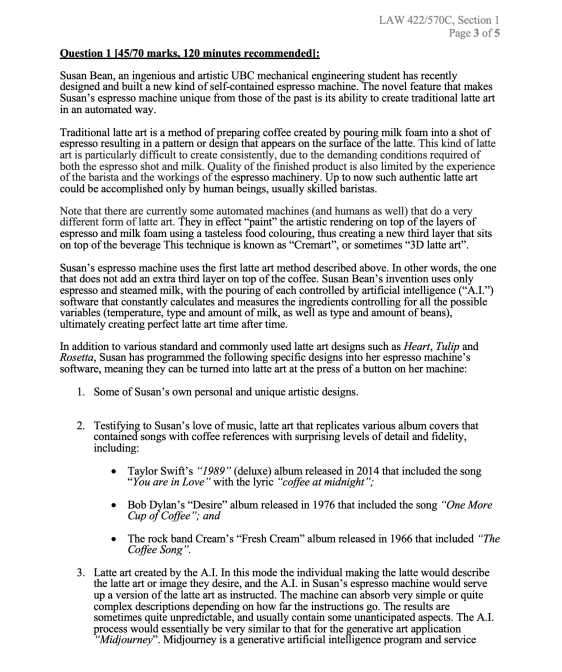 LAW 422/570C, Section 1
Page 3 of 5
Question 1 [45/70 marks, 120 minutes recommended]:
Susan Bean, an ingenious and artistic UBC mechanical engineering student has recently
designed and built a new kind of self-contained espresso machine. The novel feature that makes
Susan's espresso machine unique from those of the past is its ability to create traditional latte art
in an automated way.
Traditional latte art is a method of preparing coffee created by pouring milk foam into a shot of
espresso resulting in a pattern or design that appears on the surface of the latte. This kind of latte
art is particularly difficult to create consistently, due to the demanding conditions required of
both the espresso shot and milk. Quality of the finished product is also limited by the experience
of the barista and the workings of the espresso machinery. Up to now such authentic latte art
could be accomplished only by human beings, usually skilled baristas.
Note that there are currently some automated machines (and humans as well) that do a very
different form of latte art. They in effect "paint" the artistic rendering on top of the layers of
espresso and milk foam using a tasteless food colouring, thus creating a new third layer that sits
on top of the beverage This technique is known as "Cremart", or sometimes "3D latte art".
Susan's espresso machine uses the first latte art method described above. In other words, the one
that does not add an extra third layer on top of the coffee. Susan Bean's invention uses only
espresso and steamed milk, with the pouring of each controlled by artificial intelligence ("A.I.")
software that constantly calculates and measures the ingredients controlling for all the possible
variables (temperature, type and amount of milk, as well as type and amount of beans),
ultimately creating perfect latte art time after time.
In addition to various standard and commonly used latte art designs such as Heart, Tulip and
Rosetta, Susan has programmed the following specific designs into her espresso machine's
software, meaning they can be turned into latte art at the press of a button on her machine:
1. Some of Susan's own personal and unique artistic designs.
2. Testifying to Susan's love of music, latte art that replicates various album covers that
contained songs with coffee references with surprising levels of detail and fidelity,
including:
• Taylor Swift's "1989" (deluxe) album released in 2014 that included the song
"You are in Love" with the lyric "coffee at midnight";
• Bob Dylan's "Desire" album released in 1976 that included the song "One More
Cup of Coffee"; and
• The rock band Cream's "Fresh Cream" album released in 1966 that included "The
Coffee Song".
3. Latte art created by the A.I. In this mode the individual making the latte would describe
the latte art or image they desire, and the A.I. in Susan's espresso machine would serve
up a version of the latte art as instructed. The machine can absorb very simple or quite
complex descriptions depending on how far the instructions go. The results are
sometimes quite unpredictable, and usually contain some unanticipated aspects. The A.I.
process would essentially be very similar to that for the generative art application
"Midjourney". Midjourney is a generative artificial intelligence program and service